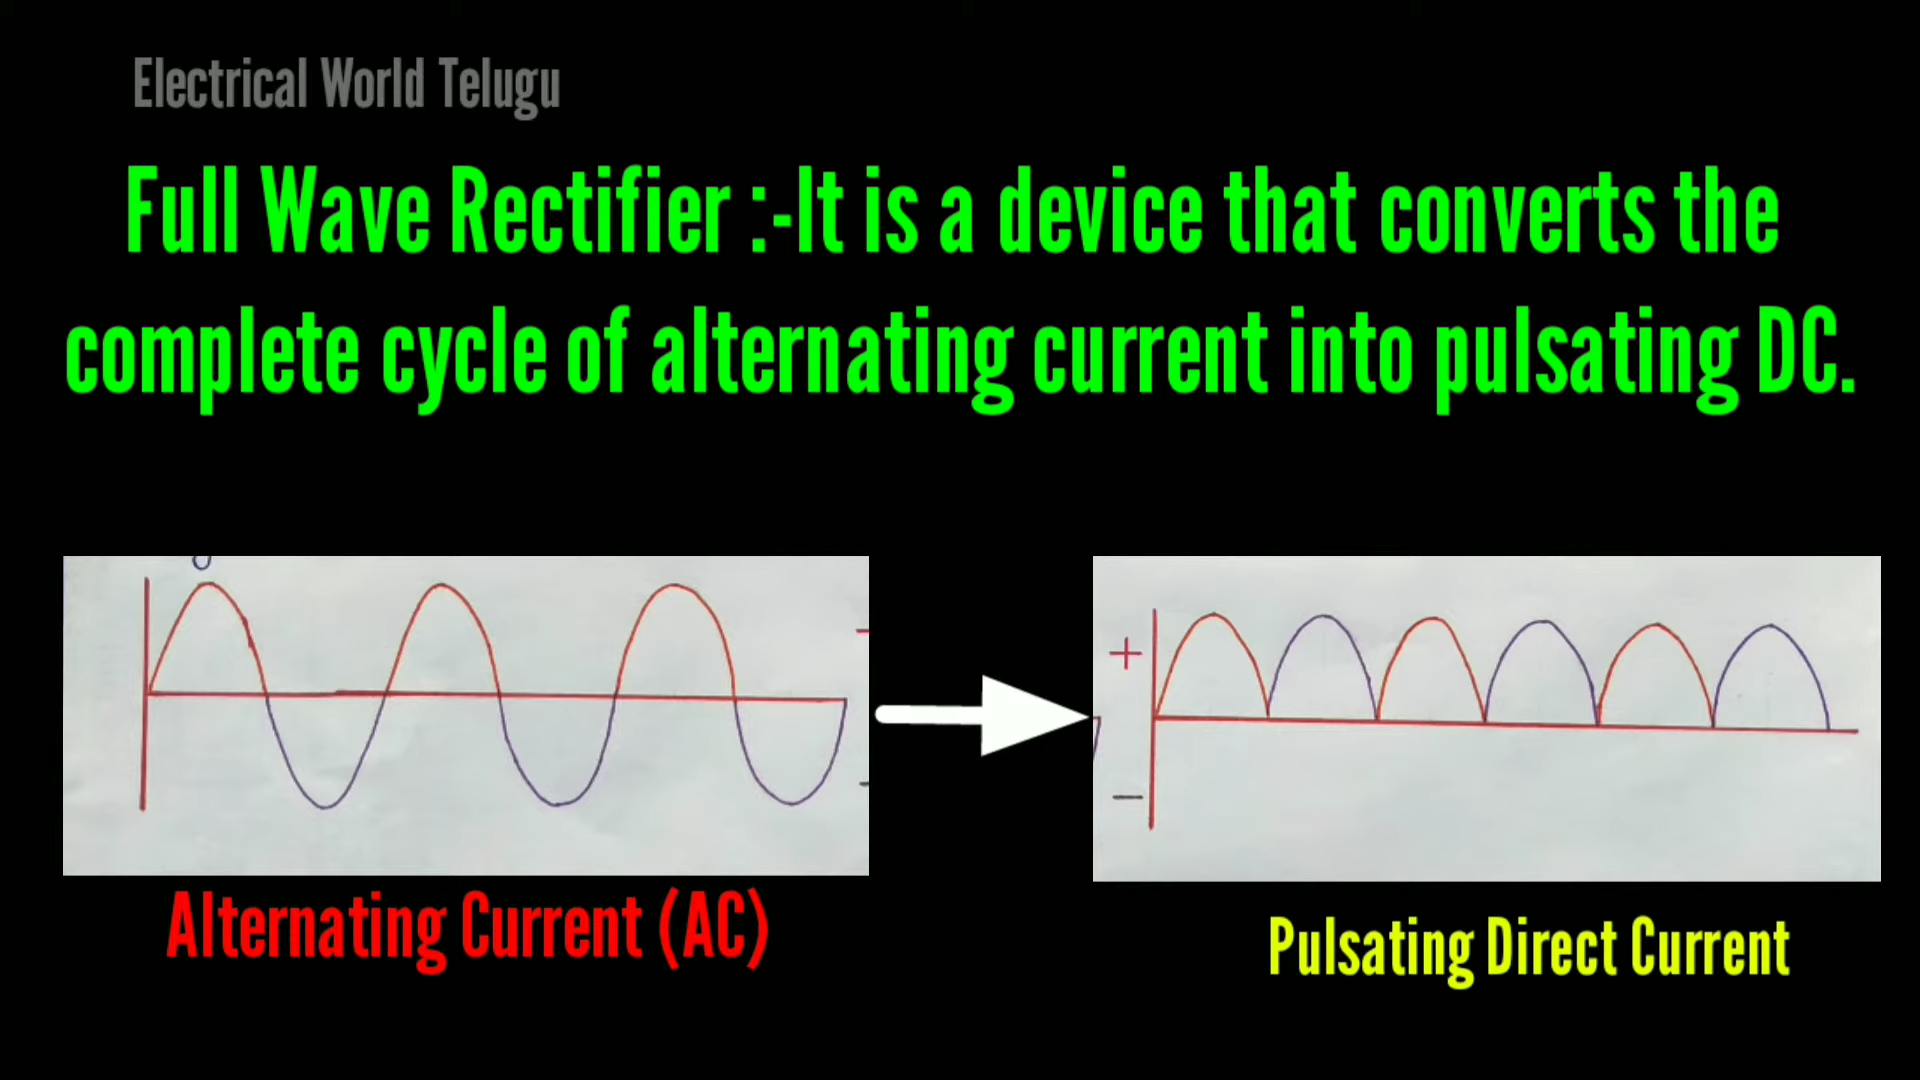 Electrical World Telugu
Full Wave Rectifier :-It is a device that converts the
complete cycle of alternating current into pulsating DC.
+
−
Alternating Current (AC)
Pulsating Direct Current